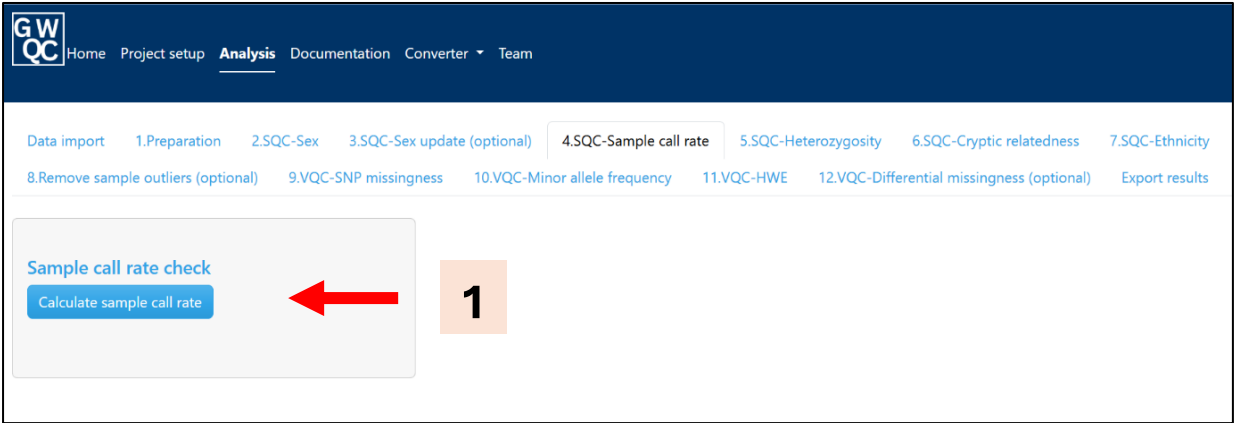 GW
QC Home Project setup Analysis Documentation Converter Team
Data import 1.Preparation 2.SQC-Sex 3.SQC-Sex update (optional) 4.SQC-Sample call rate 5.SQC-Heterozygosity 6.SQC-Cryptic relatedness 7.SQC-Ethnicity
8.Remove sample outliers (optional) 9.VQC-SNP missingness 10.VQC-Minor allele frequency 11.VQC-HWE 12.VQC-Differential missingness (optional) Export results
Sample call rate check
Calculate sample call rate
1